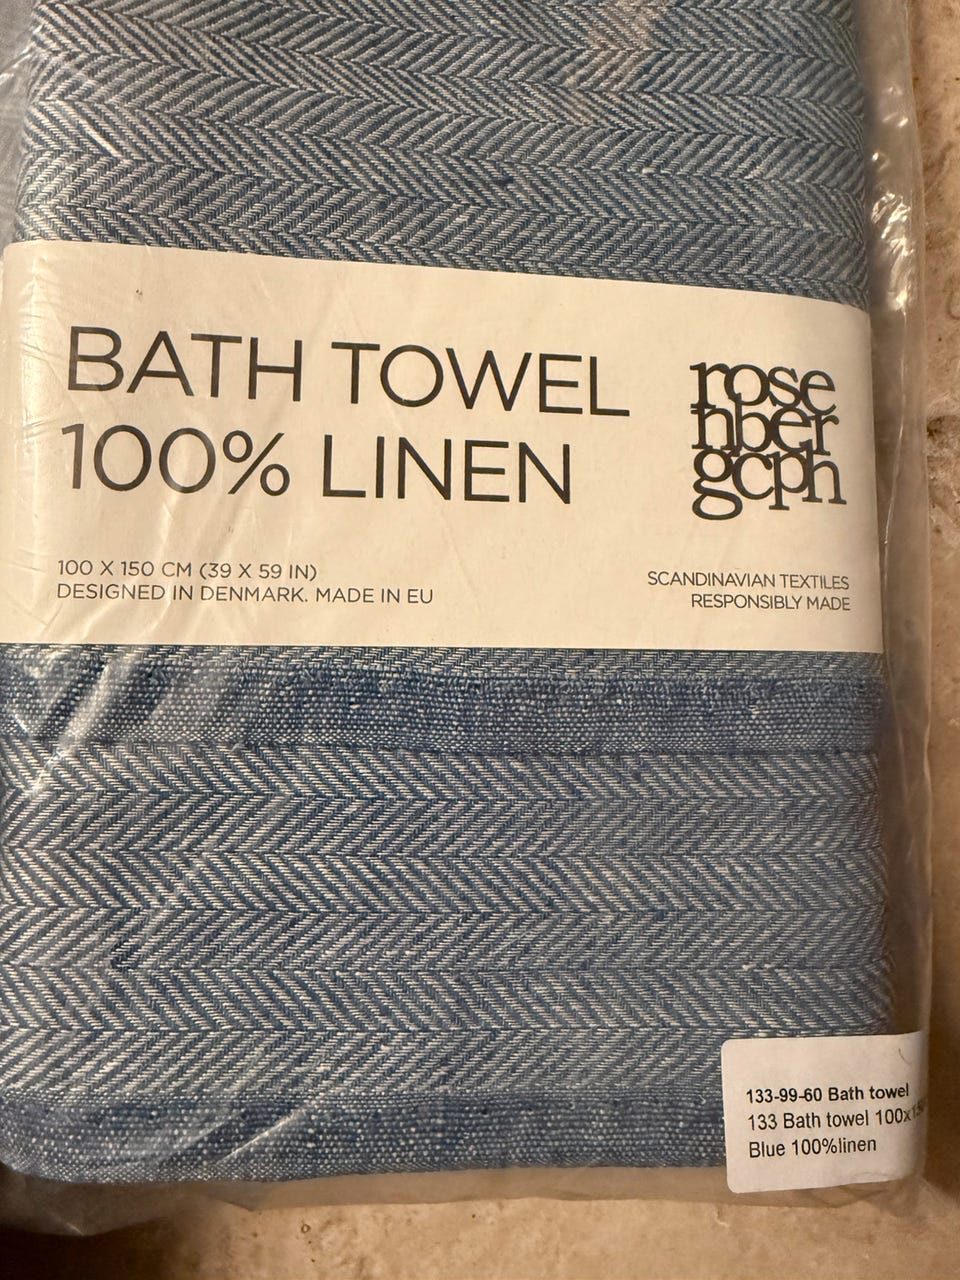 BATH TOWEL
100% LINEN
rose
nber
gcph
100 X 150 CM (39 X 59 IN)
DESIGNED IN DENMARK. MADE IN EU
SCANDINAVIAN TEXTILES
RESPONSIBLY MADE
133-99-60 Bath towel
133 Bath towel 100x150
Blue 100%linen